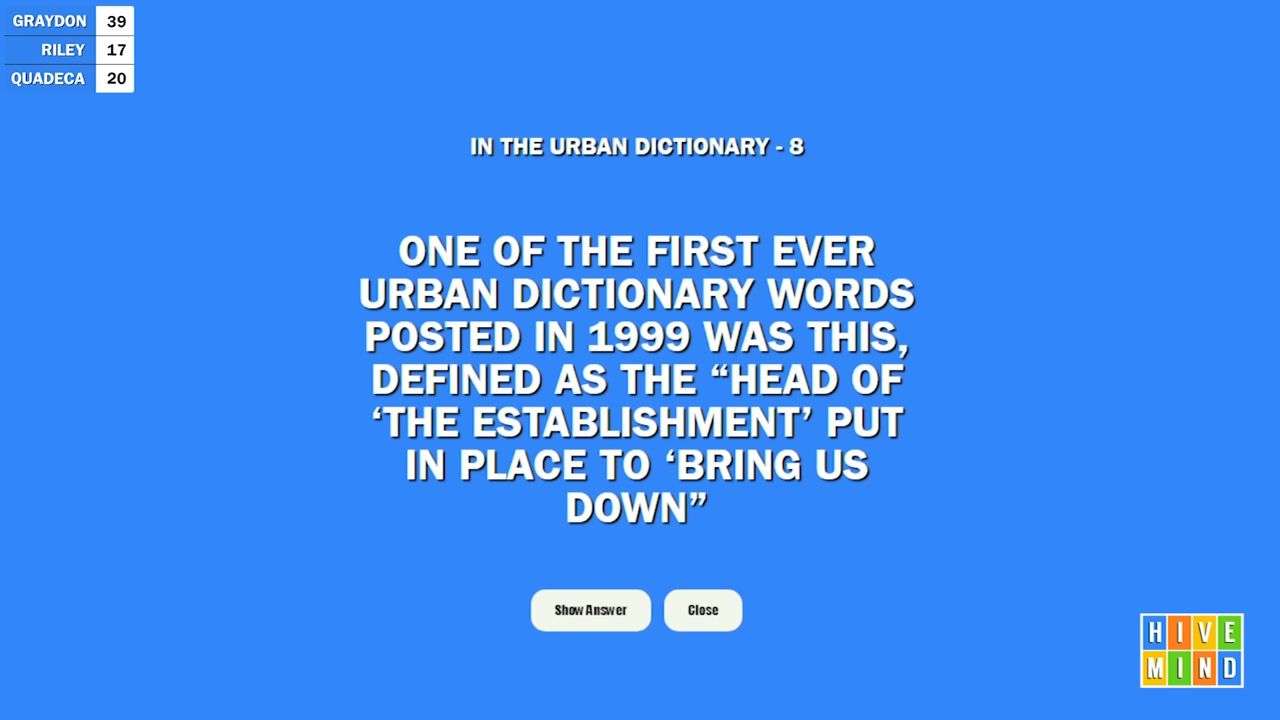 GRAYDON 39
RILEY 17
QUADECA 20
IN THE URBAN DICTIONARY - 8
ONE OF THE FIRST EVER
URBAN DICTIONARY WORDS
POSTED IN 1999 WAS THIS,
DEFINED AS THE “HEAD OF
‘THE ESTABLISHMENT’ PUT
IN PLACE TO ‘BRING US
DOWN”
Show Answer
Close
HIVE
MIND